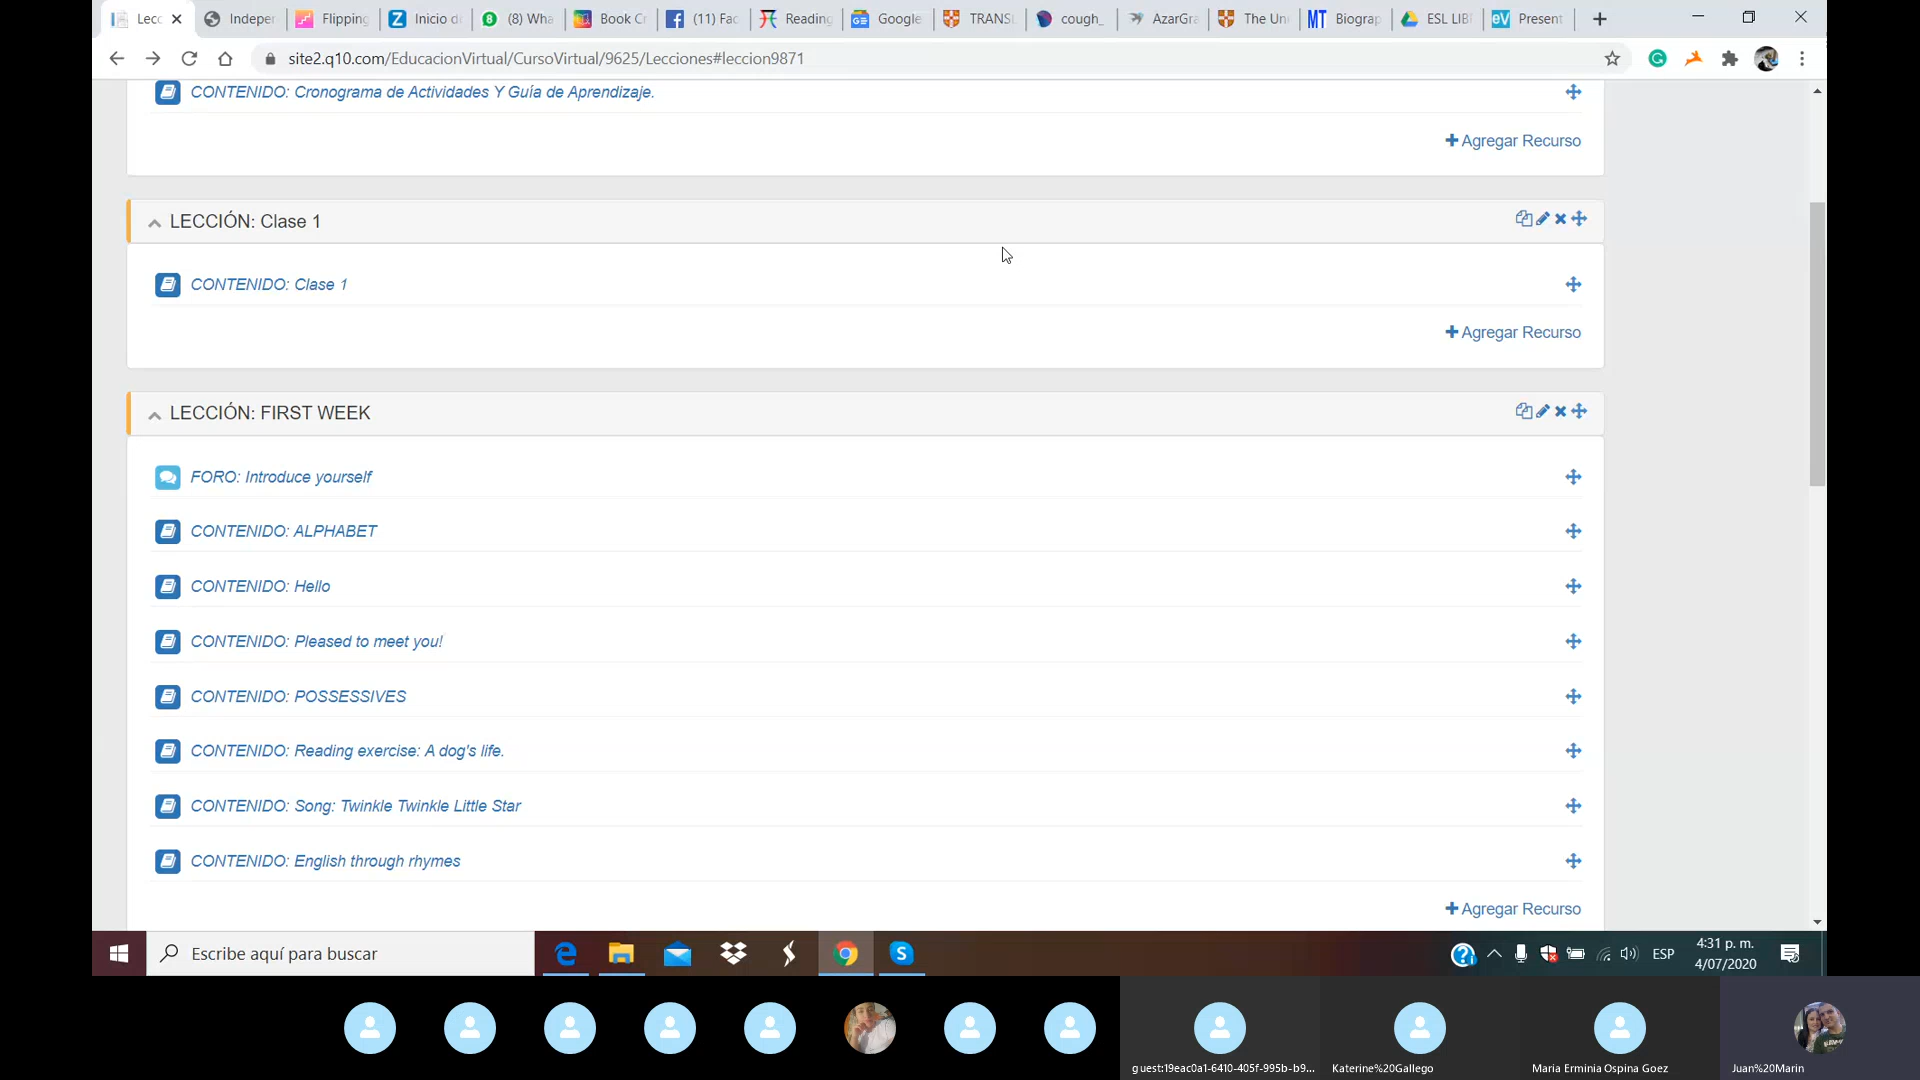 Lecc
Indeper
Flipping
Inicio d
(8) Wha
Book Cr
(11) Fac
Reading
Google
TRANSL
cough_
AzarGra
The Un
Biograp
ESL LIB
Present
site2.q10.com/EducacionVirtual/CursoVirtual/9625/Lecciones#leccion9871
CONTENIDO: Cronograma de Actividades Y Guía de Aprendizaje.
Agregar Recurso
LECCIÓN: Clase 1
CONTENIDO: Clase 1
Agregar Recurso
LECCIÓN: FIRST WEEK
FORO: Introduce yourself
CONTENIDO: ALPHABET
CONTENIDO: Hello
CONTENIDO: Pleased to meet you!
CONTENIDO: POSSESSIVES
CONTENIDO: Reading exercise: A dog's life.
CONTENIDO: Song: Twinkle Twinkle Little Star
CONTENIDO: English through rhymes
Agregar Recurso
Escribe aquí para buscar
ESP
4:31 p. m.
4/07/2020
guest:19eac0a1-6410-405f-995b-b9...
Katerine%20Gallego
Maria Erminia Ospina Goez
Juan%20Marin